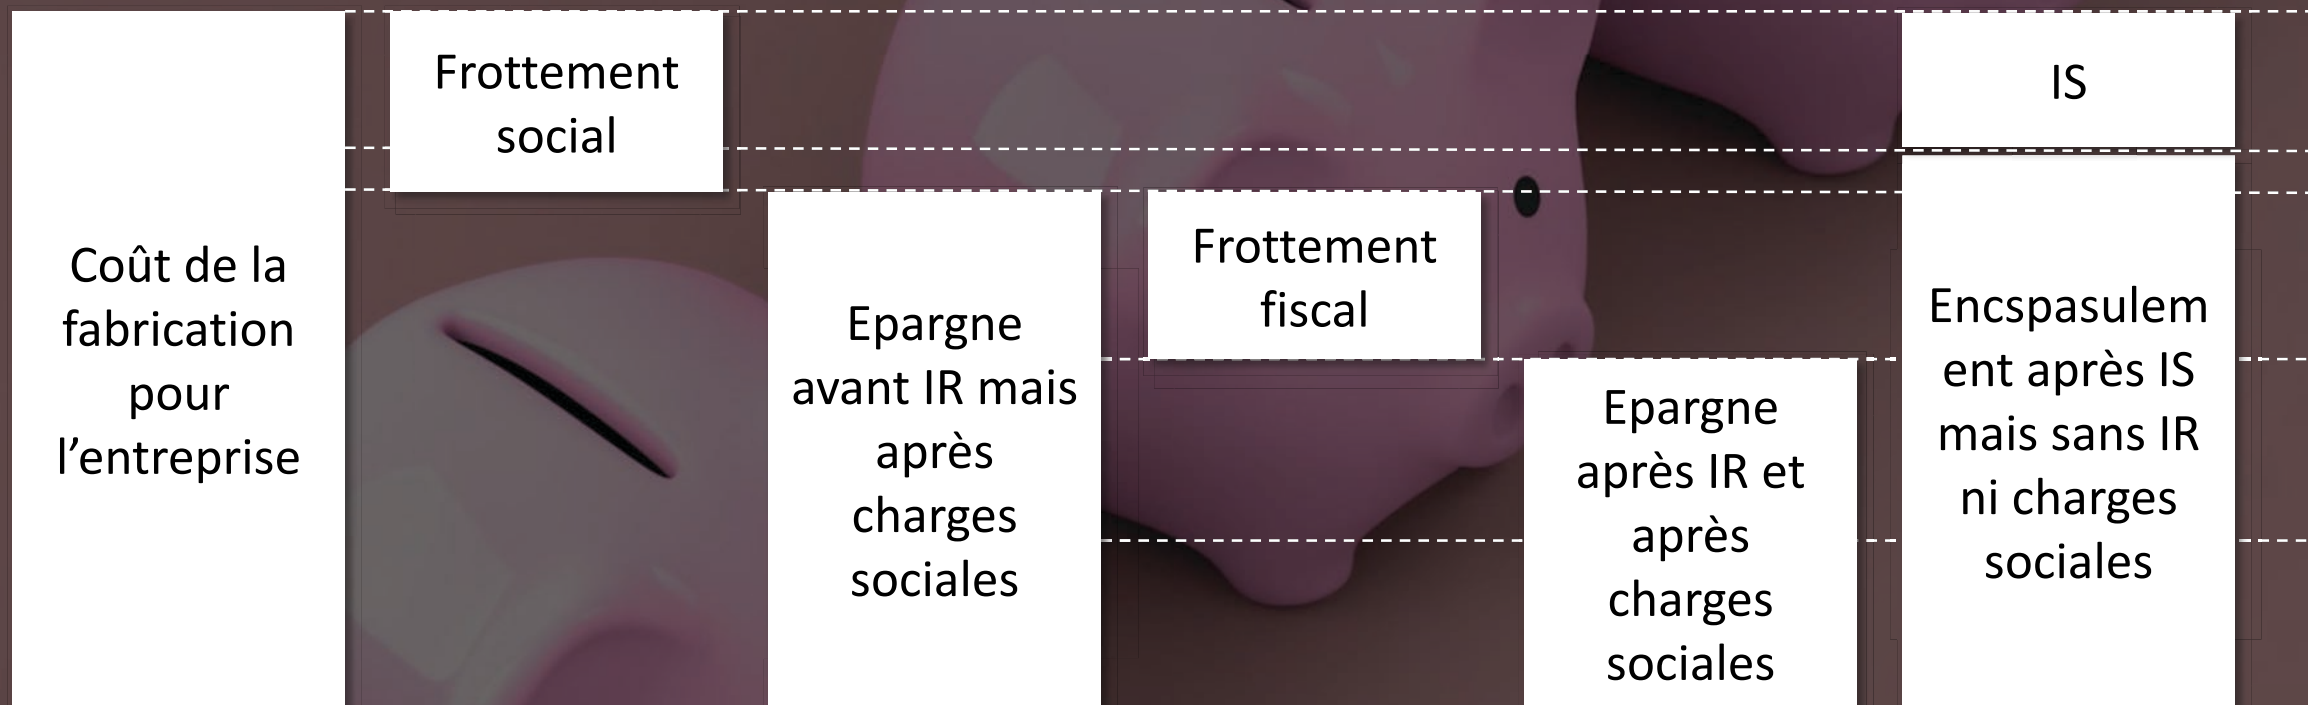 Coût de la
fabrication
pour
l’entreprise
Frottement
social
Epargne
avant IR mais
après
charges
sociales
Frottement
fiscal
Epargne
après IR et
après
charges
sociales
IS
Encspasulem
ent après IS
mais sans IR
ni charges
sociales